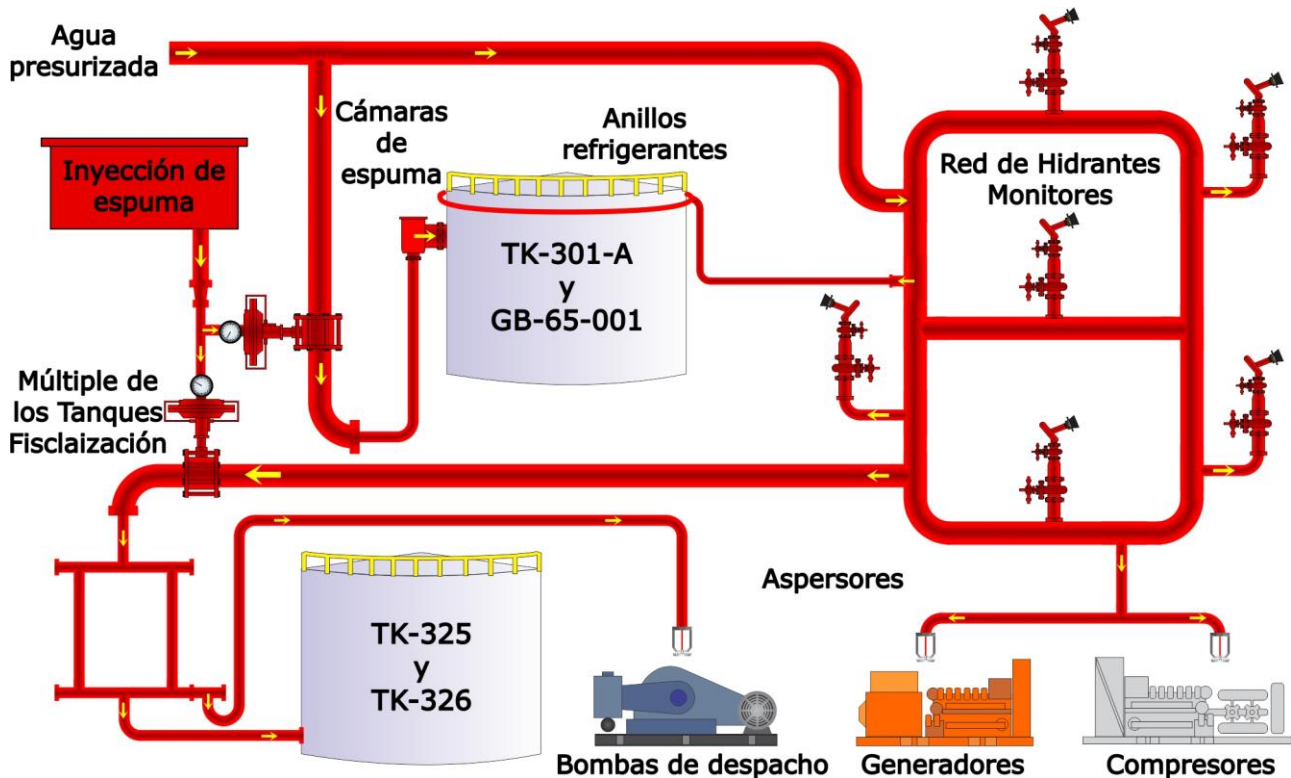 Agua
presurizada
Cámaras
de
espuma
Anillos
refrigerantes
Inyección de
espuma
Red de Hidrantes
Monitores
TK-301-A
y
GB-65-001
Múltiple de
los Tanques
Fisclaización
Aspersores
TK-325
y
TK-326
Bombas de despacho
Generadores
Compresores